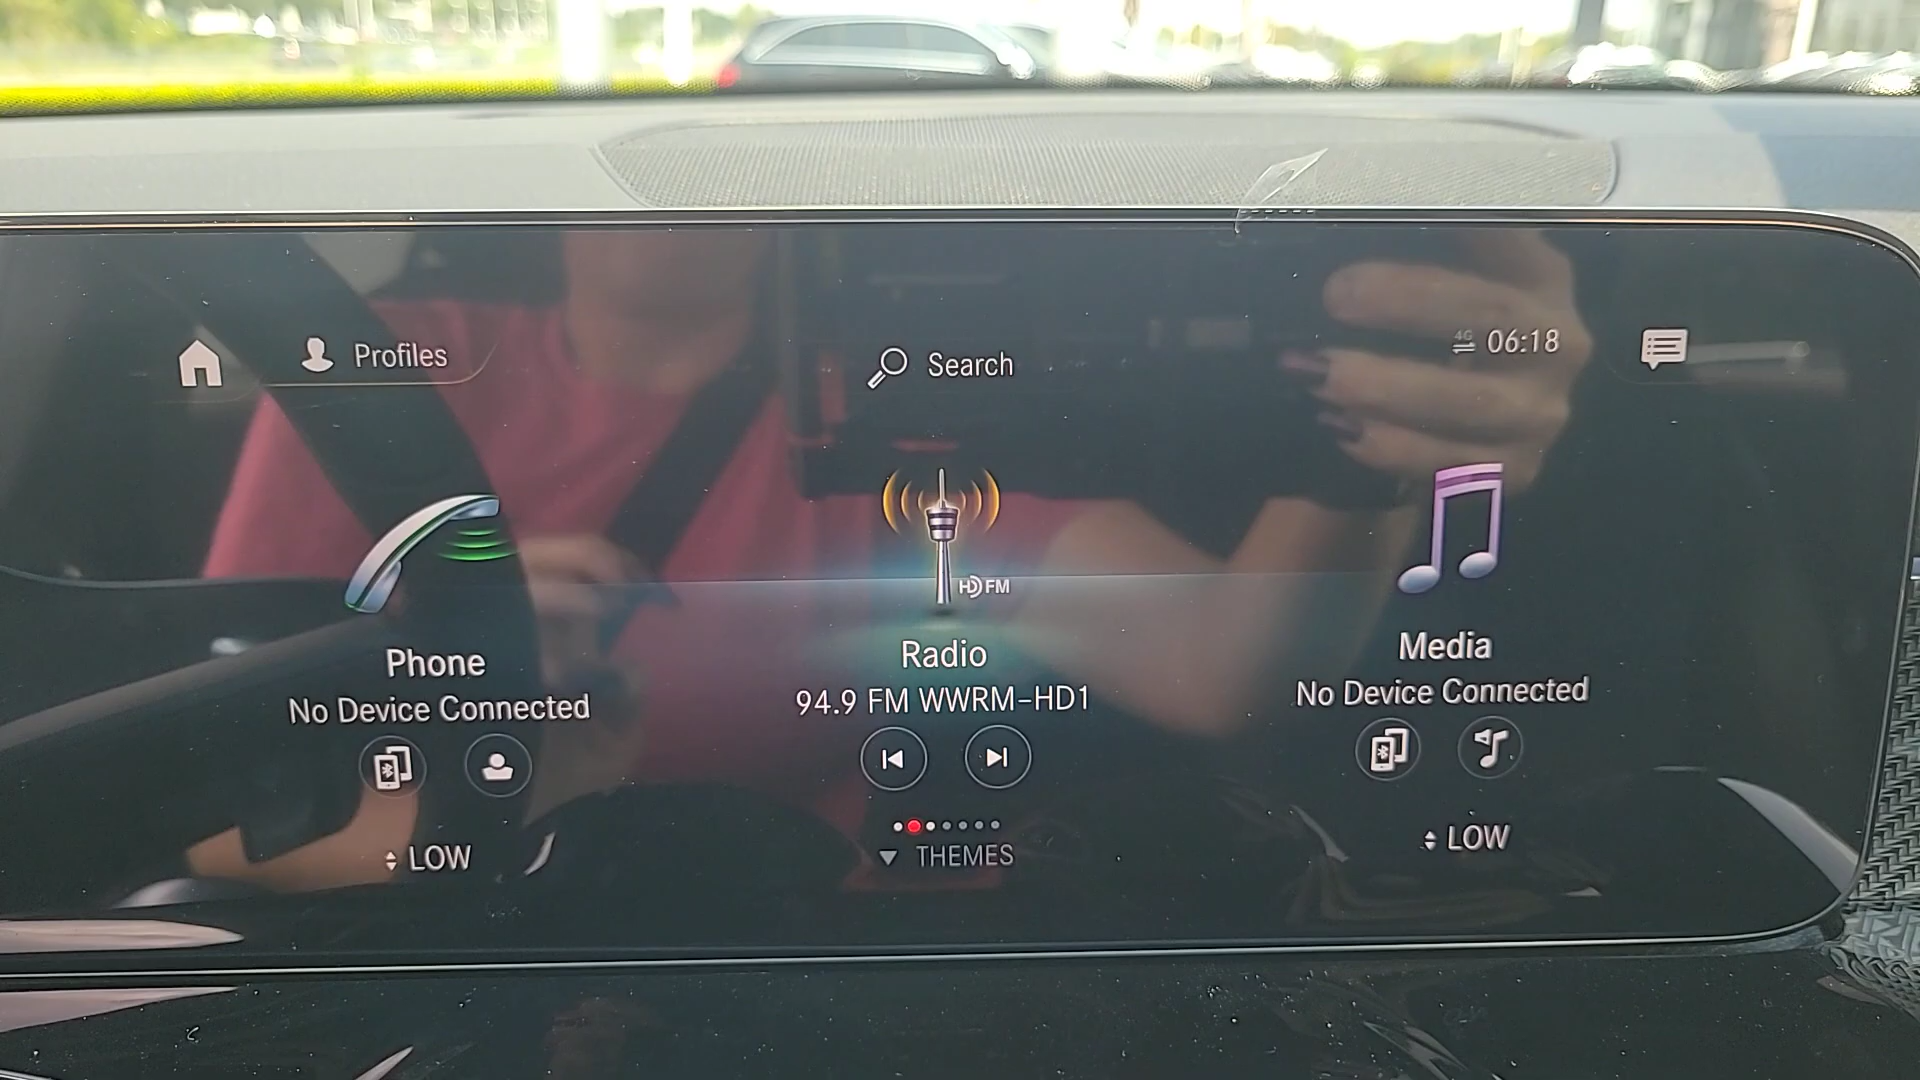 Profiles
Search
4G 06:18
HD FM
Phone
No Device Connected
Radio
94.9 FM WWRM-HD1
Media
No Device Connected
LOW
THEMES
LOW